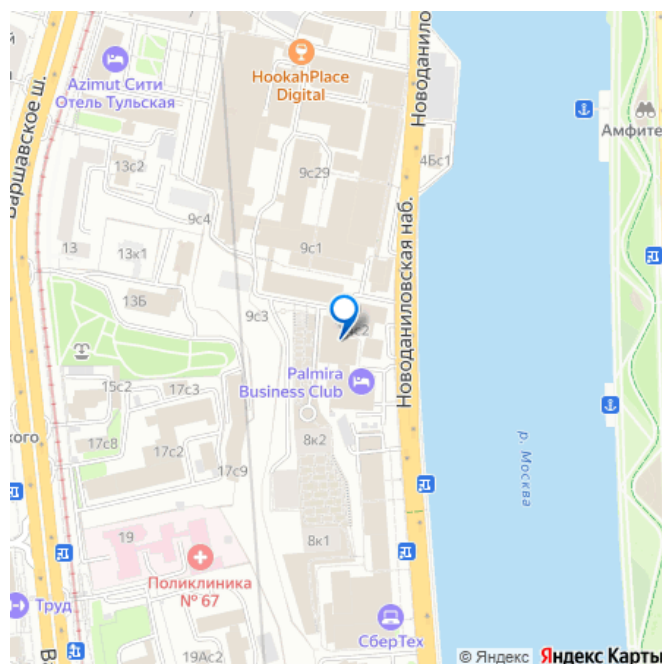 HookahPlace
Digital
Azimut Сити
Отель Тульская
Варшавское ш.
Новоданило
Амфите
4Бс1
13с2
9с29
9с4
9с1
13
13к1
13Б
9с3
с2
Новоданиловская наб.
Palmira
Business Club
15с2
17с3
17с8
17с2
17с9
8к2
кого
р. Москва
19
8к1
Поликлиника
№ 67
Труд
СберТех
19Ас2
Ва
© Яндекс Яндекс Карты